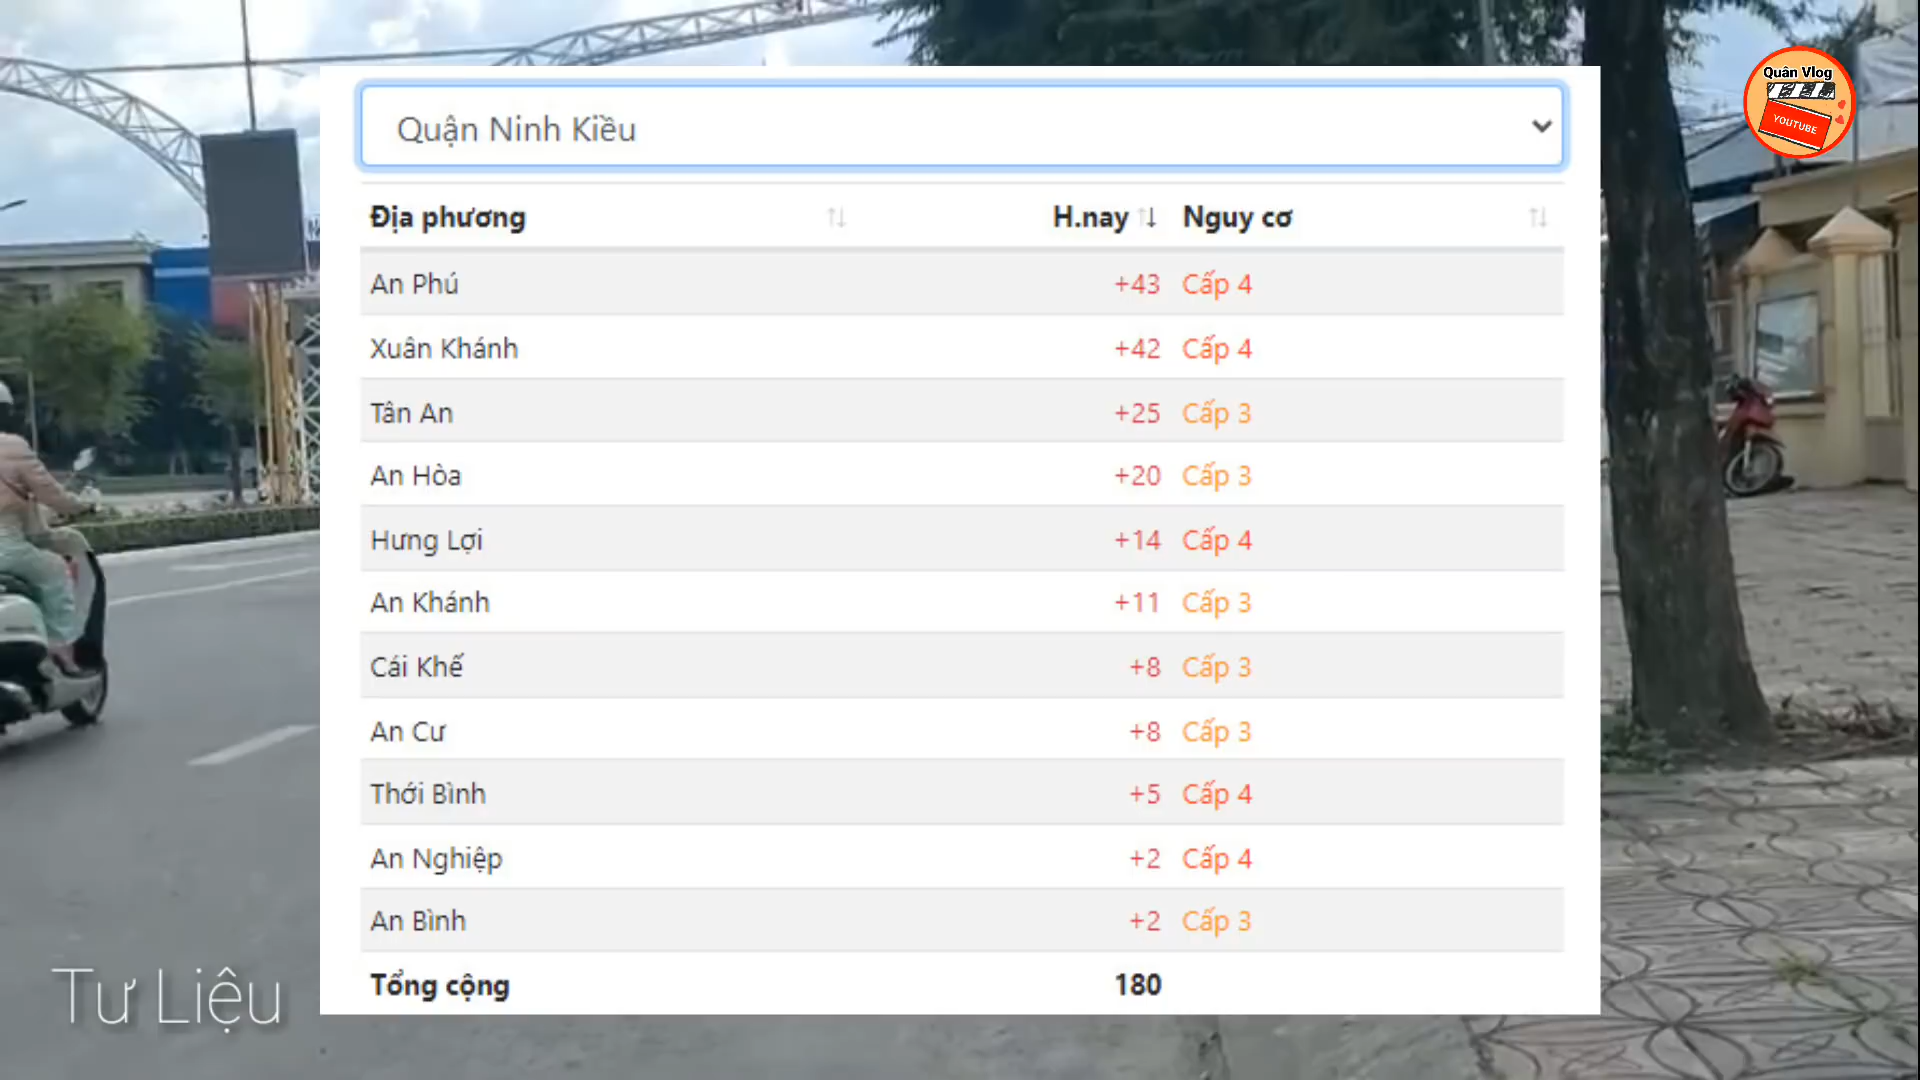 Quân Vlog
YOUTUBE
Quận Ninh Kiều
Địa phương H.nay Nguy cơ
An Phú +43 Cấp 4
Xuân Khánh +42 Cấp 4
Tân An +25 Cấp 3
An Hòa +20 Cấp 3
Hưng Lợi +14 Cấp 4
An Khánh +11 Cấp 3
Cái Khế +8 Cấp 3
An Cư +8 Cấp 3
Thới Bình +5 Cấp 4
An Nghiệp +2 Cấp 4
An Bình +2 Cấp 3
Tổng cộng 180
Tư Liệu